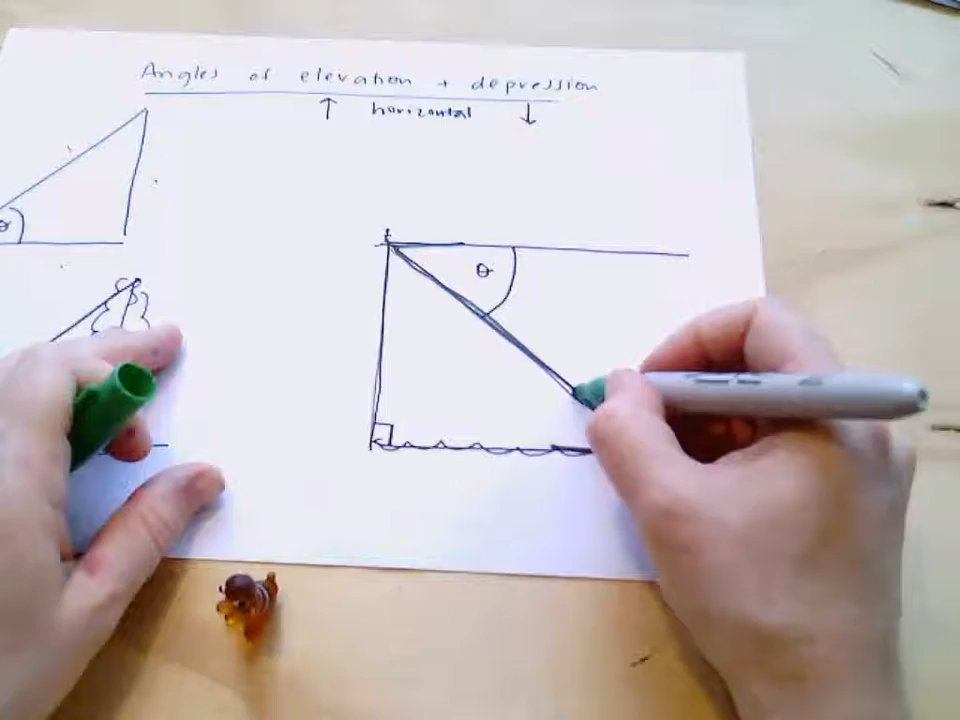 Angles of elevation + depression
↑ horizontal ↓
θ
θ